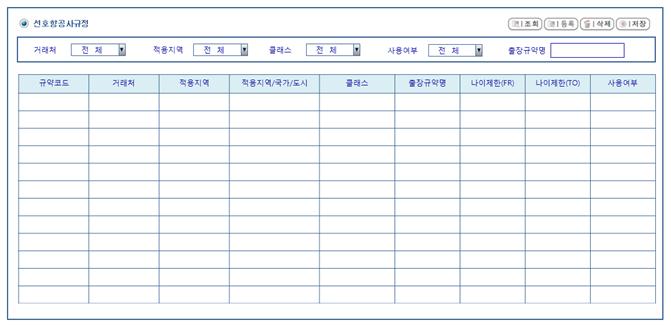 선호항공사규정 조회 등록 삭제 저장
거래처 전 체 적용지역 전 체 클래스 전 체 사용여부 전 체 출장규약명
규약코드 거래처 적용지역 적용지역/국가/도시 클래스 출장규약명 나이제한(FR) 나이제한(TO) 사용여부